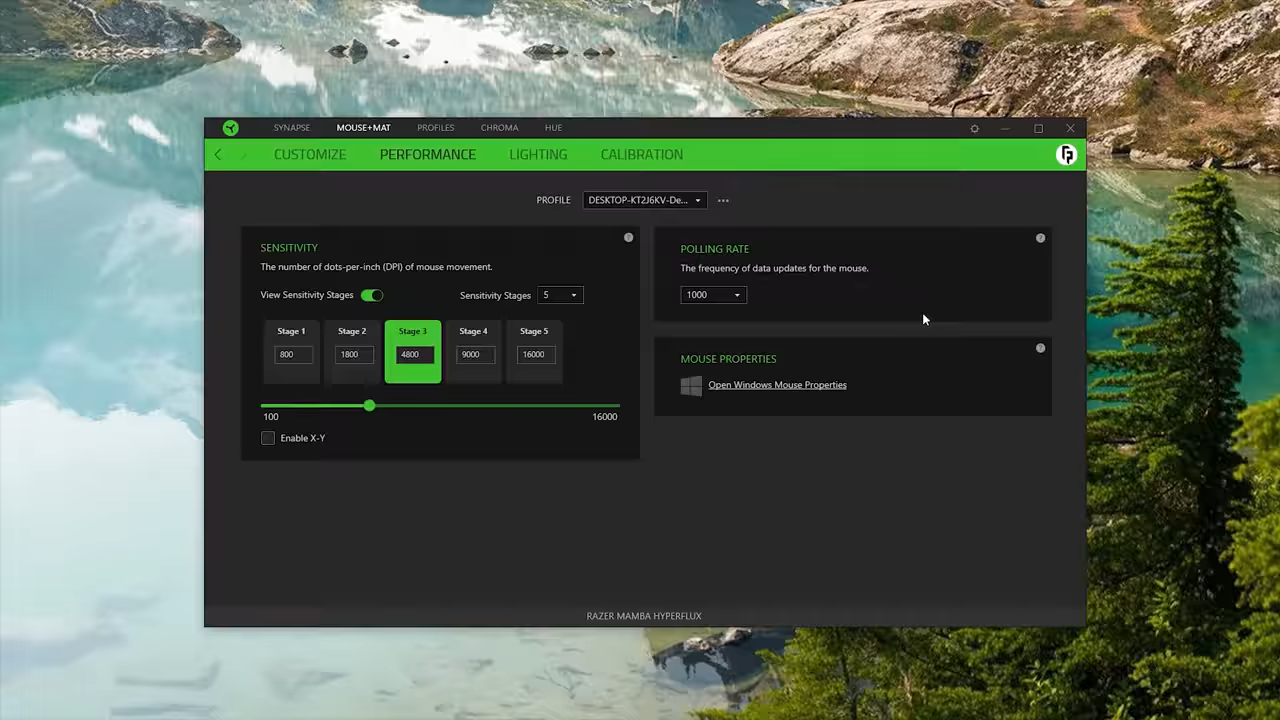 SYNAPSE MOUSE+MAT PROFILES CHROMA HUE
CUSTOMIZE PERFORMANCE LIGHTING CALIBRATION
PROFILE DESKTOP-KT2J6KV-De...
SENSITIVITY
The number of dots-per-inch (DPI) of mouse movement.
View Sensitivity Stages Sensitivity Stages 5
Stage 1 Stage 2 Stage 3 Stage 4 Stage 5
800 1800 4800 9000 16000
100 16000
Enable X-Y
POLLING RATE
The frequency of data updates for the mouse.
1000
MOUSE PROPERTIES
Open Windows Mouse Properties
RAZER MAMBA HYPERFLUX